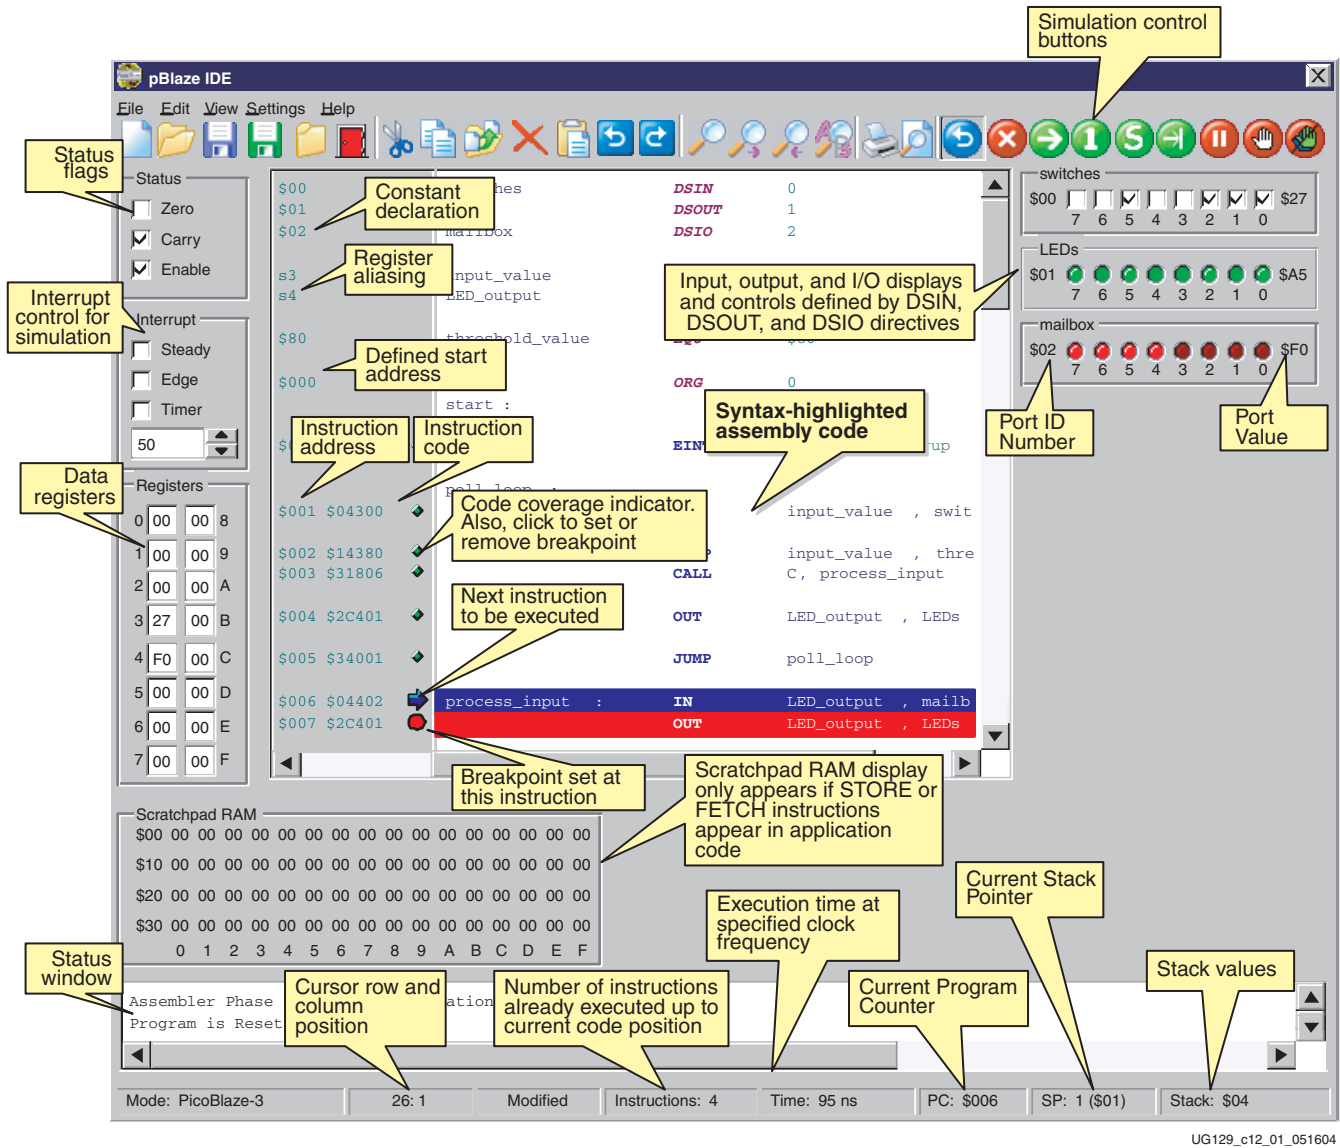 Simulation control
buttons
pBlaze IDE
File Edit View Settings Help
Status
flags
Status
Zero
Carry
Enable
Interrupt
control for
simulation
Interrupt
Steady
Edge
Timer
50
Data
registers
Registers
0 00 00 8
1 00 00 9
2 00 00 A
3 27 00 B
4 F0 00 C
5 00 00 D
6 00 00 E
7 00 00 F
$00 DSIN 0
$01 DSOUT 1
$02 mailbox DSIO 2
Constant
declaration
s3 input_value
s4 LED_output
Register
aliasing
$80 threshold_value EQU $80
Defined start
address
$000 ORG 0
start :
Instruction
address
Instruction
code
EINT
Syntax-highlighted
assembly code
poll_loop :
$001 $04300 input_value , swit
Code coverage indicator.
Also, click to set or
remove breakpoint
$002 $14380 input_value , thre
$003 $31806 CALL C, process_input
Next instruction
to be executed
$004 $2C401 OUT LED_output , LEDs
$005 $34001 JUMP poll_loop
$006 $04402 process_input : IN LED_output , mailb
$007 $2C401 OUT LED_output , LEDs
Breakpoint set at
this instruction
switches
$00 $27
7 6 5 4 3 2 1 0
LEDs
$01 $A5
7 6 5 4 3 2 1 0
Input, output, and I/O displays
and controls defined by DSIN,
DSOUT, and DSIO directives
mailbox
$02 $F0
7 6 5 4 3 2 1 0
Port ID
Number
Port
Value
Scratchpad RAM display
only appears if STORE or
FETCH instructions
appear in application
code
Scratchpad RAM
$00 00 00 00 00 00 00 00 00 00 00 00 00 00 00 00 00
$10 00 00 00 00 00 00 00 00 00 00 00 00 00 00 00 00
$20 00 00 00 00 00 00 00 00 00 00 00 00 00 00 00 00
$30 00 00 00 00 00 00 00 00 00 00 00 00 00 00 00 00
0 1 2 3 4 5 6 7 8 9 A B C D E F
Status
window
Assembler Phase
Program is Reset
Cursor row and
column
position
Number of instructions
already executed up to
current code position
Execution time at
specified clock
frequency
Current Program
Counter
Current Stack
Pointer
Stack values
Mode: PicoBlaze-3 26: 1 Modified Instructions: 4 Time: 95 ns PC: $006 SP: 1 ($01) Stack: $04
UG129_c12_01_051604